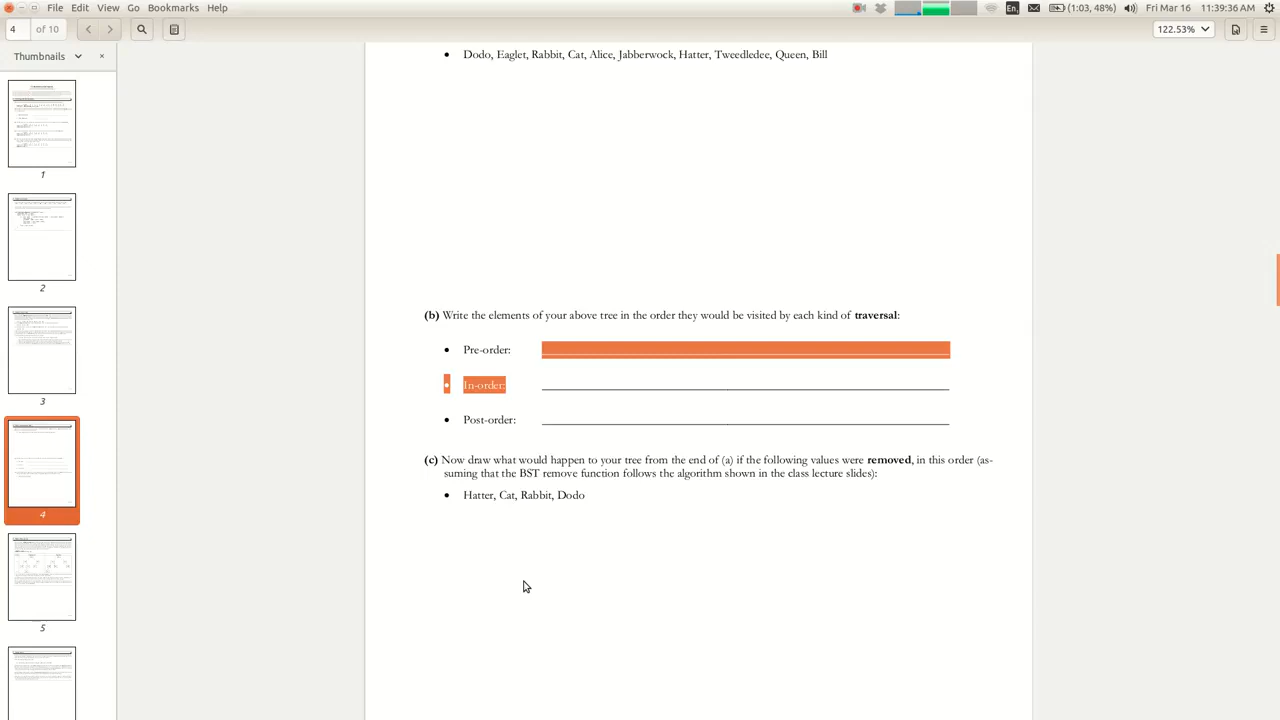 File Edit View Go Bookmarks Help
En
(1:03, 48%)
Fri Mar 16
11:39:36 AM
4 of 10
122.53%
Thumbnails
1
2
3
4
5
• Dodo, Eaglet, Rabbit, Cat, Alice, Jabberwock, Hatter, Tweedledee, Queen, Bill
(b) Write the elements of your above tree in the order they would be visited by each kind of traversal:
• Pre-order:
• In-order:
• Post-order:
(c) Now draw what would happen to your tree from the end of (a) if the following values were removed, in this order (as-
suming that the BST remove function follows the algorithm shown in the class lecture slides):
• Hatter, Cat, Rabbit, Dodo